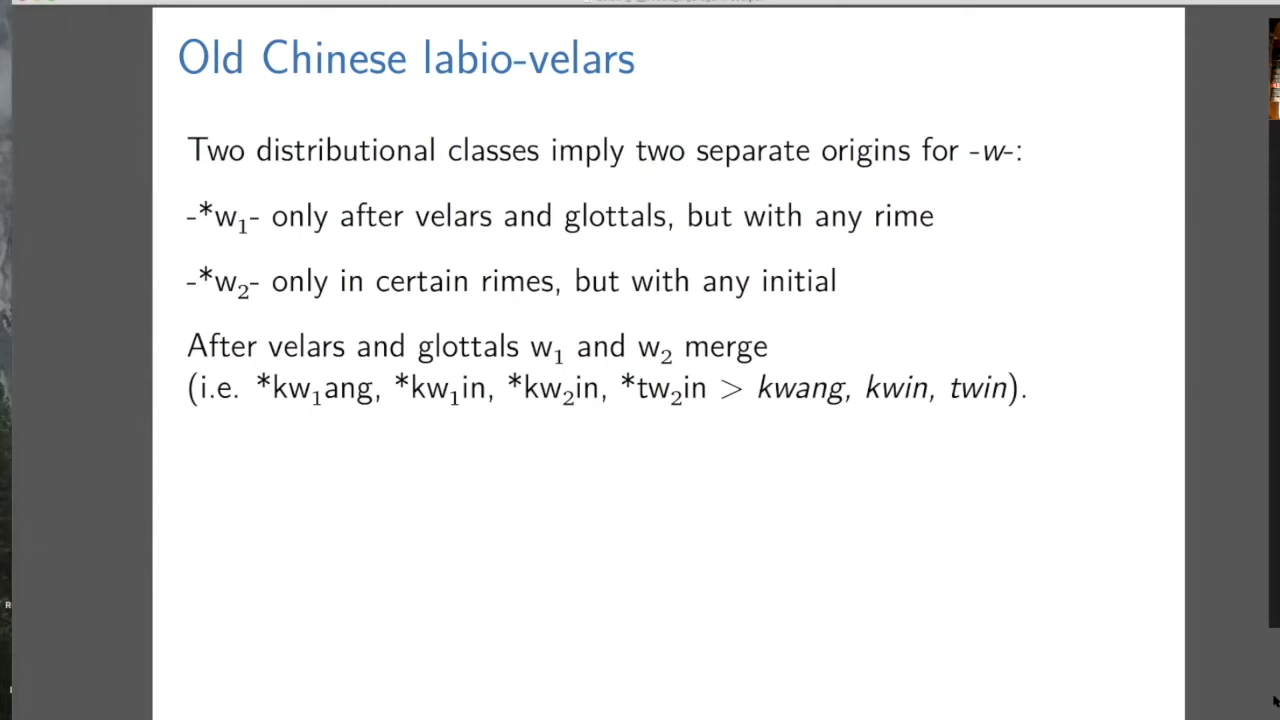 Old Chinese labio-velars
Two distributional classes imply two separate origins for -w-:
-*w₁- only after velars and glottals, but with any rime
-*w₂- only in certain rimes, but with any initial
After velars and glottals w₁ and w₂ merge
(i.e. *kw₁ang, *kw₁in, *kw₂in, *tw₂in > kwang, kwin, twin).
R